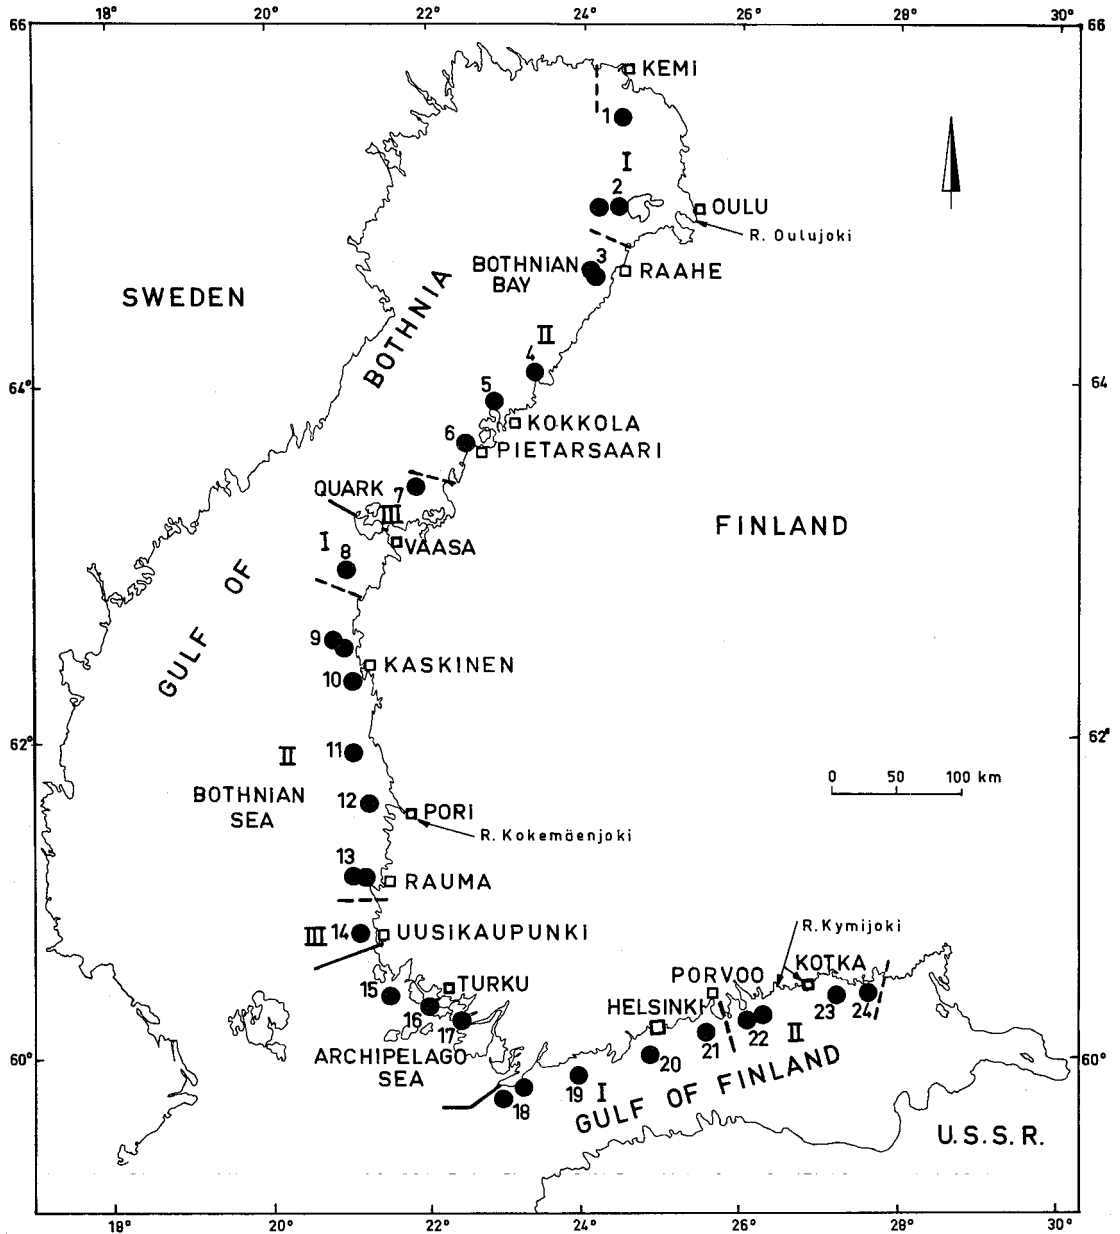 18° 20° 22° 24° 26° 28° 30°
66 66
KEMI
1
I
2
OULU
R. Oulujoki
3
BOTHNIAN
BAY
RAAHE
SWEDEN
BOTHNIA
II
4
64° 64
5
KOKKOLA
6
PIETARSAARI
QUARK
7
III
FINLAND
VAASA
I
8
GULF OF
9
KASKINEN
10
62° 62°
11
II
0 50 100 km
BOTHNIAN
SEA
12
PORI
R. Kokemäenjoki
13
RAUMA
14
III
UUSIKAUPUNKI
R. Kymijoki
KOTKA
PORVOO
TURKU
15
16
17
HELSINKI
23
24
22
II
21
20
ARCHIPELAGO
SEA
60° 60°
19
I
18
GULF OF FINLAND
U.S.S.R.
18° 20° 22° 24° 26° 28° 30°